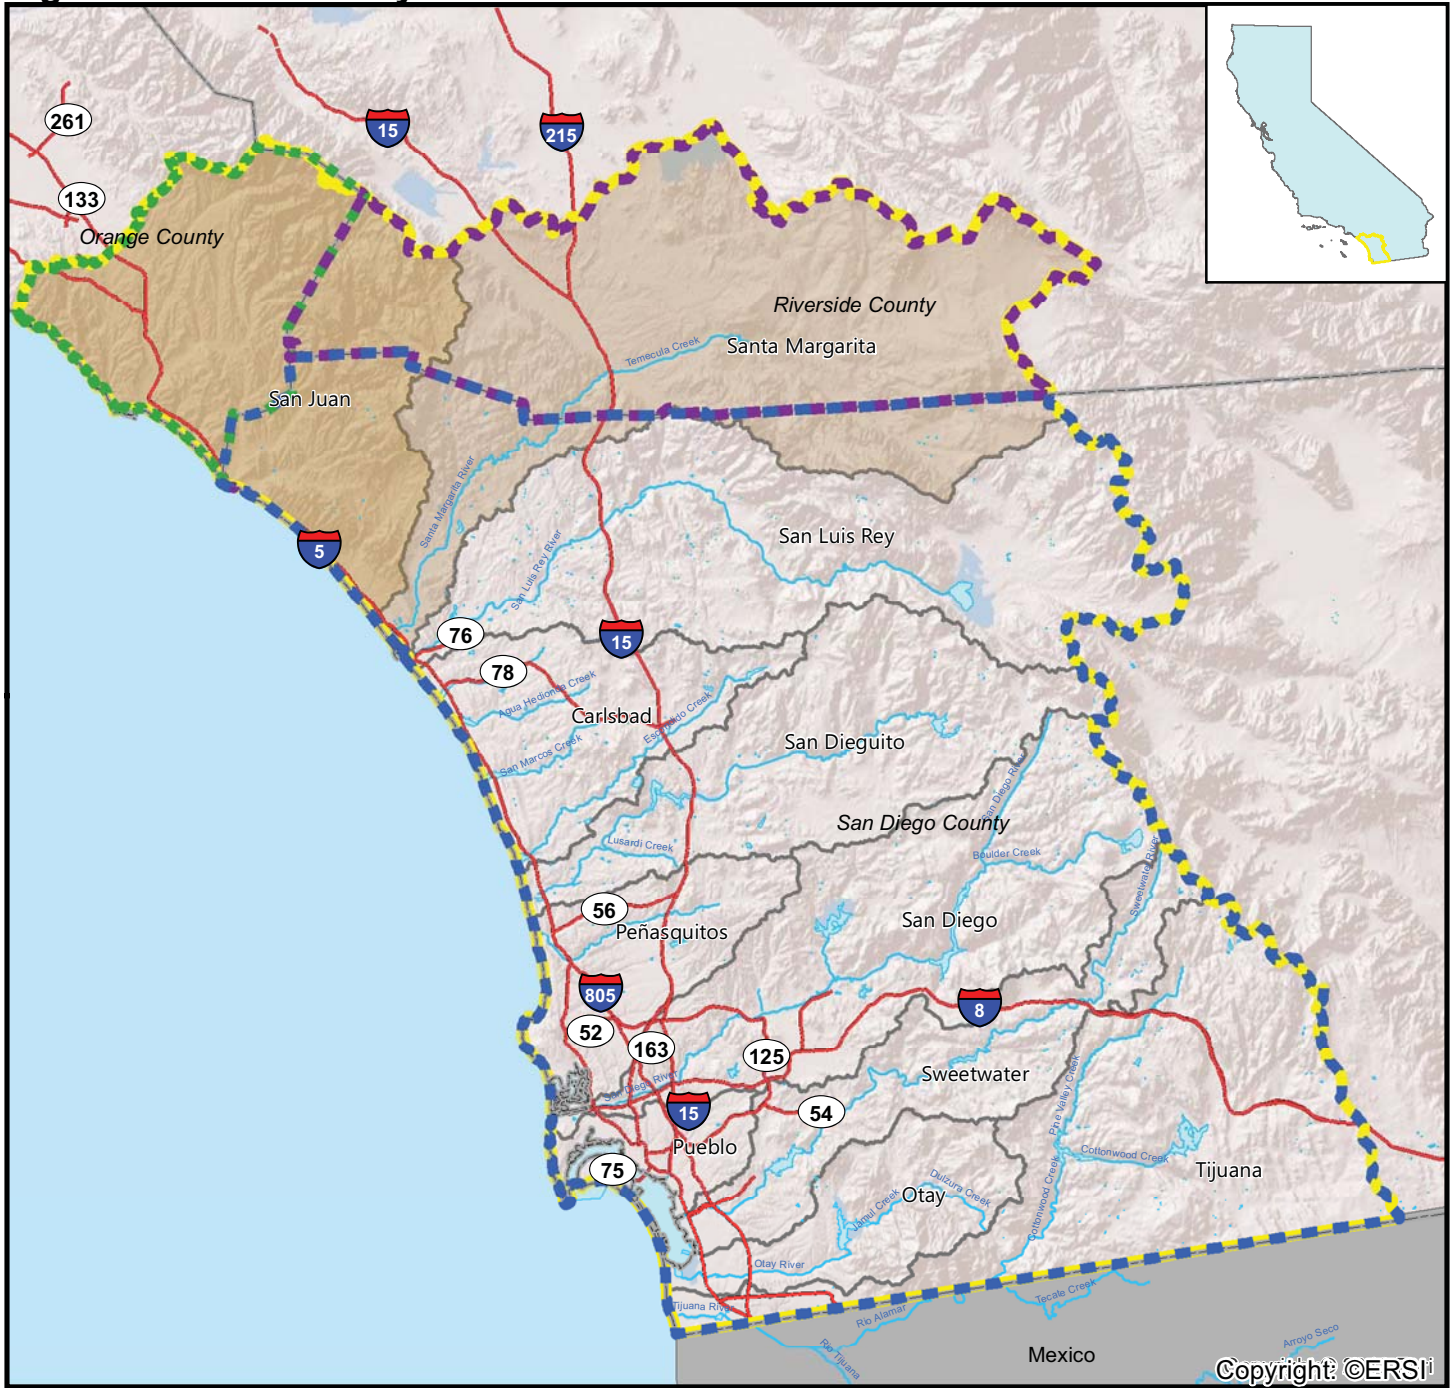 261
15
215
133
Orange County
Riverside County
Santa Margarita
Temecula Creek
San Juan
Santa Margarita River
San Luis Rey
San Luis Rey River
5
76
15
78
Agua Hedionda Creek
Carlsbad
Escondido Creek
San Marcos Creek
San Dieguito
San Diego River
San Diego County
Lusardi Creek
Boulder Creek
Sweetwater River
56
Peñasquitos
San Diego
805
8
52
163
125
Sweetwater
San Diego River
Pine Valley Creek
15
54
Pueblo
Cottonwood Creek
75
Tijuana
Dulzura Creek
Otay
Jamul Creek
Cottonwood Creek
Otay River
Tijuana River
Tecate Creek
Rio Alamar
Rio Tijuana
Arroyo Seco
Mexico
Copyright: ©ERSI